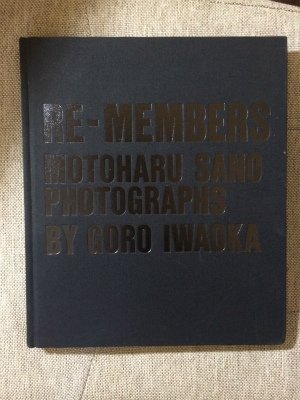 RE-MEMBERS
MOTOHARU SANO
PHOTOGRAPHS
BY GORO IWAOKA